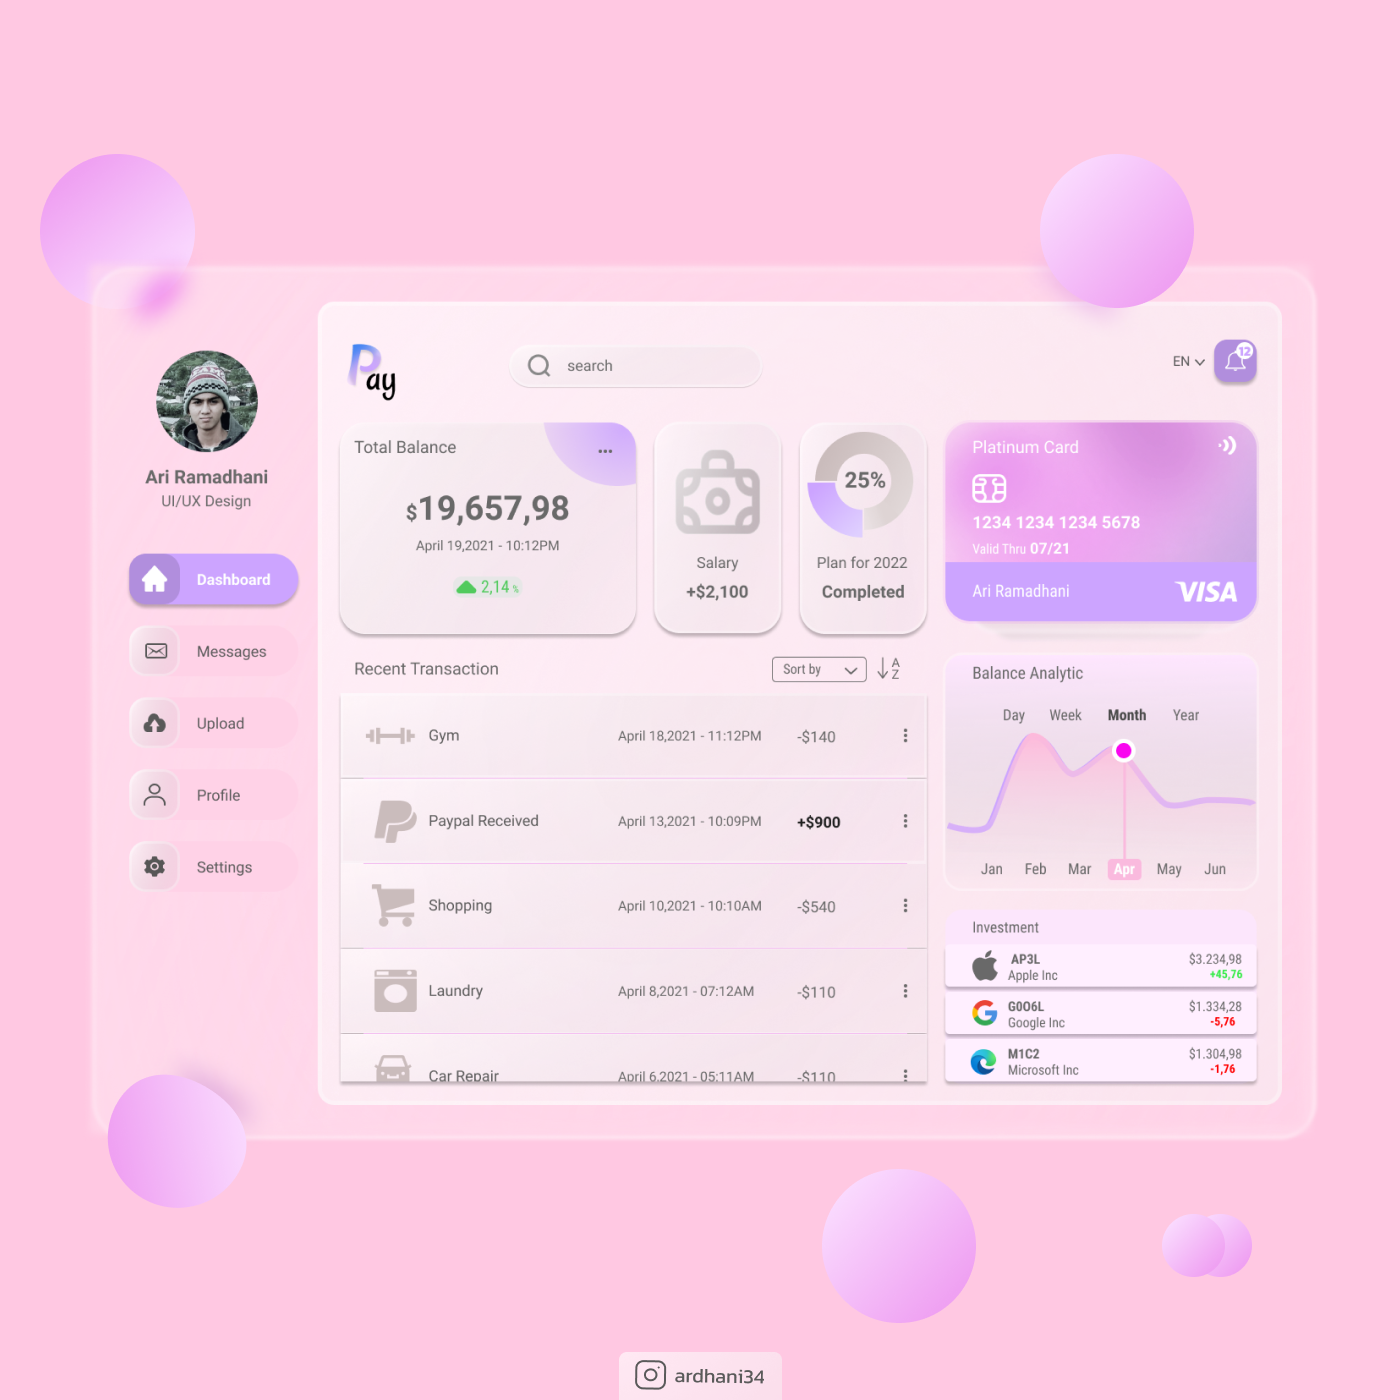 Pay
search
EN
12
Ari Ramadhani
UI/UX Design
Dashboard
Messages
Upload
Profile
Settings
Total Balance
$19,657,98
April 19,2021 - 10:12PM
2,14 %
Salary
+$2,100
25%
Plan for 2022
Completed
Platinum Card
1234 1234 1234 5678
Valid Thru 07/21
Ari Ramadhani
VISA
Recent Transaction
Sort by
A
Z
Gym April 18,2021 - 11:12PM -$140
Paypal Received April 13,2021 - 10:09PM +$900
Shopping April 10,2021 - 10:10AM -$540
Laundry April 8,2021 - 07:12AM -$110
Car Repair April 6,2021 - 05:11AM -$110
Balance Analytic
Day Week Month Year
Jan Feb Mar Apr May Jun
Investment
AP3L $3.234,98
Apple Inc +45,76
G0O6L $1.334,28
Google Inc -5,76
M1C2 $1.304,98
Microsoft Inc -1,76
ardhani34